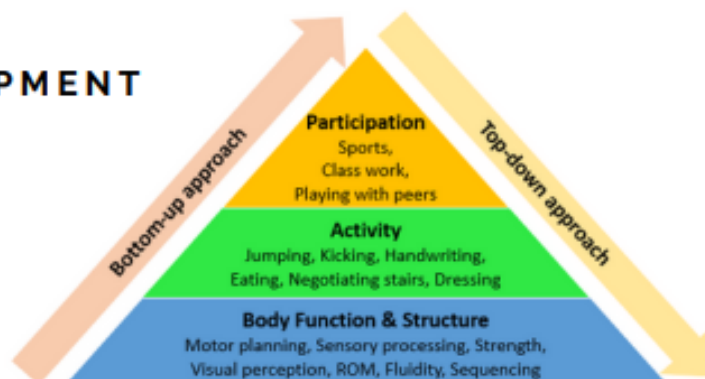 PMENT
Bottom-up approach
Top-down approach
Participation
Sports,
Class work,
Playing with peers
Activity
Jumping, Kicking, Handwriting,
Eating, Negotiating stairs, Dressing
Body Function & Structure
Motor planning, Sensory processing, Strength,
Visual perception, ROM, Fluidity, Sequencing